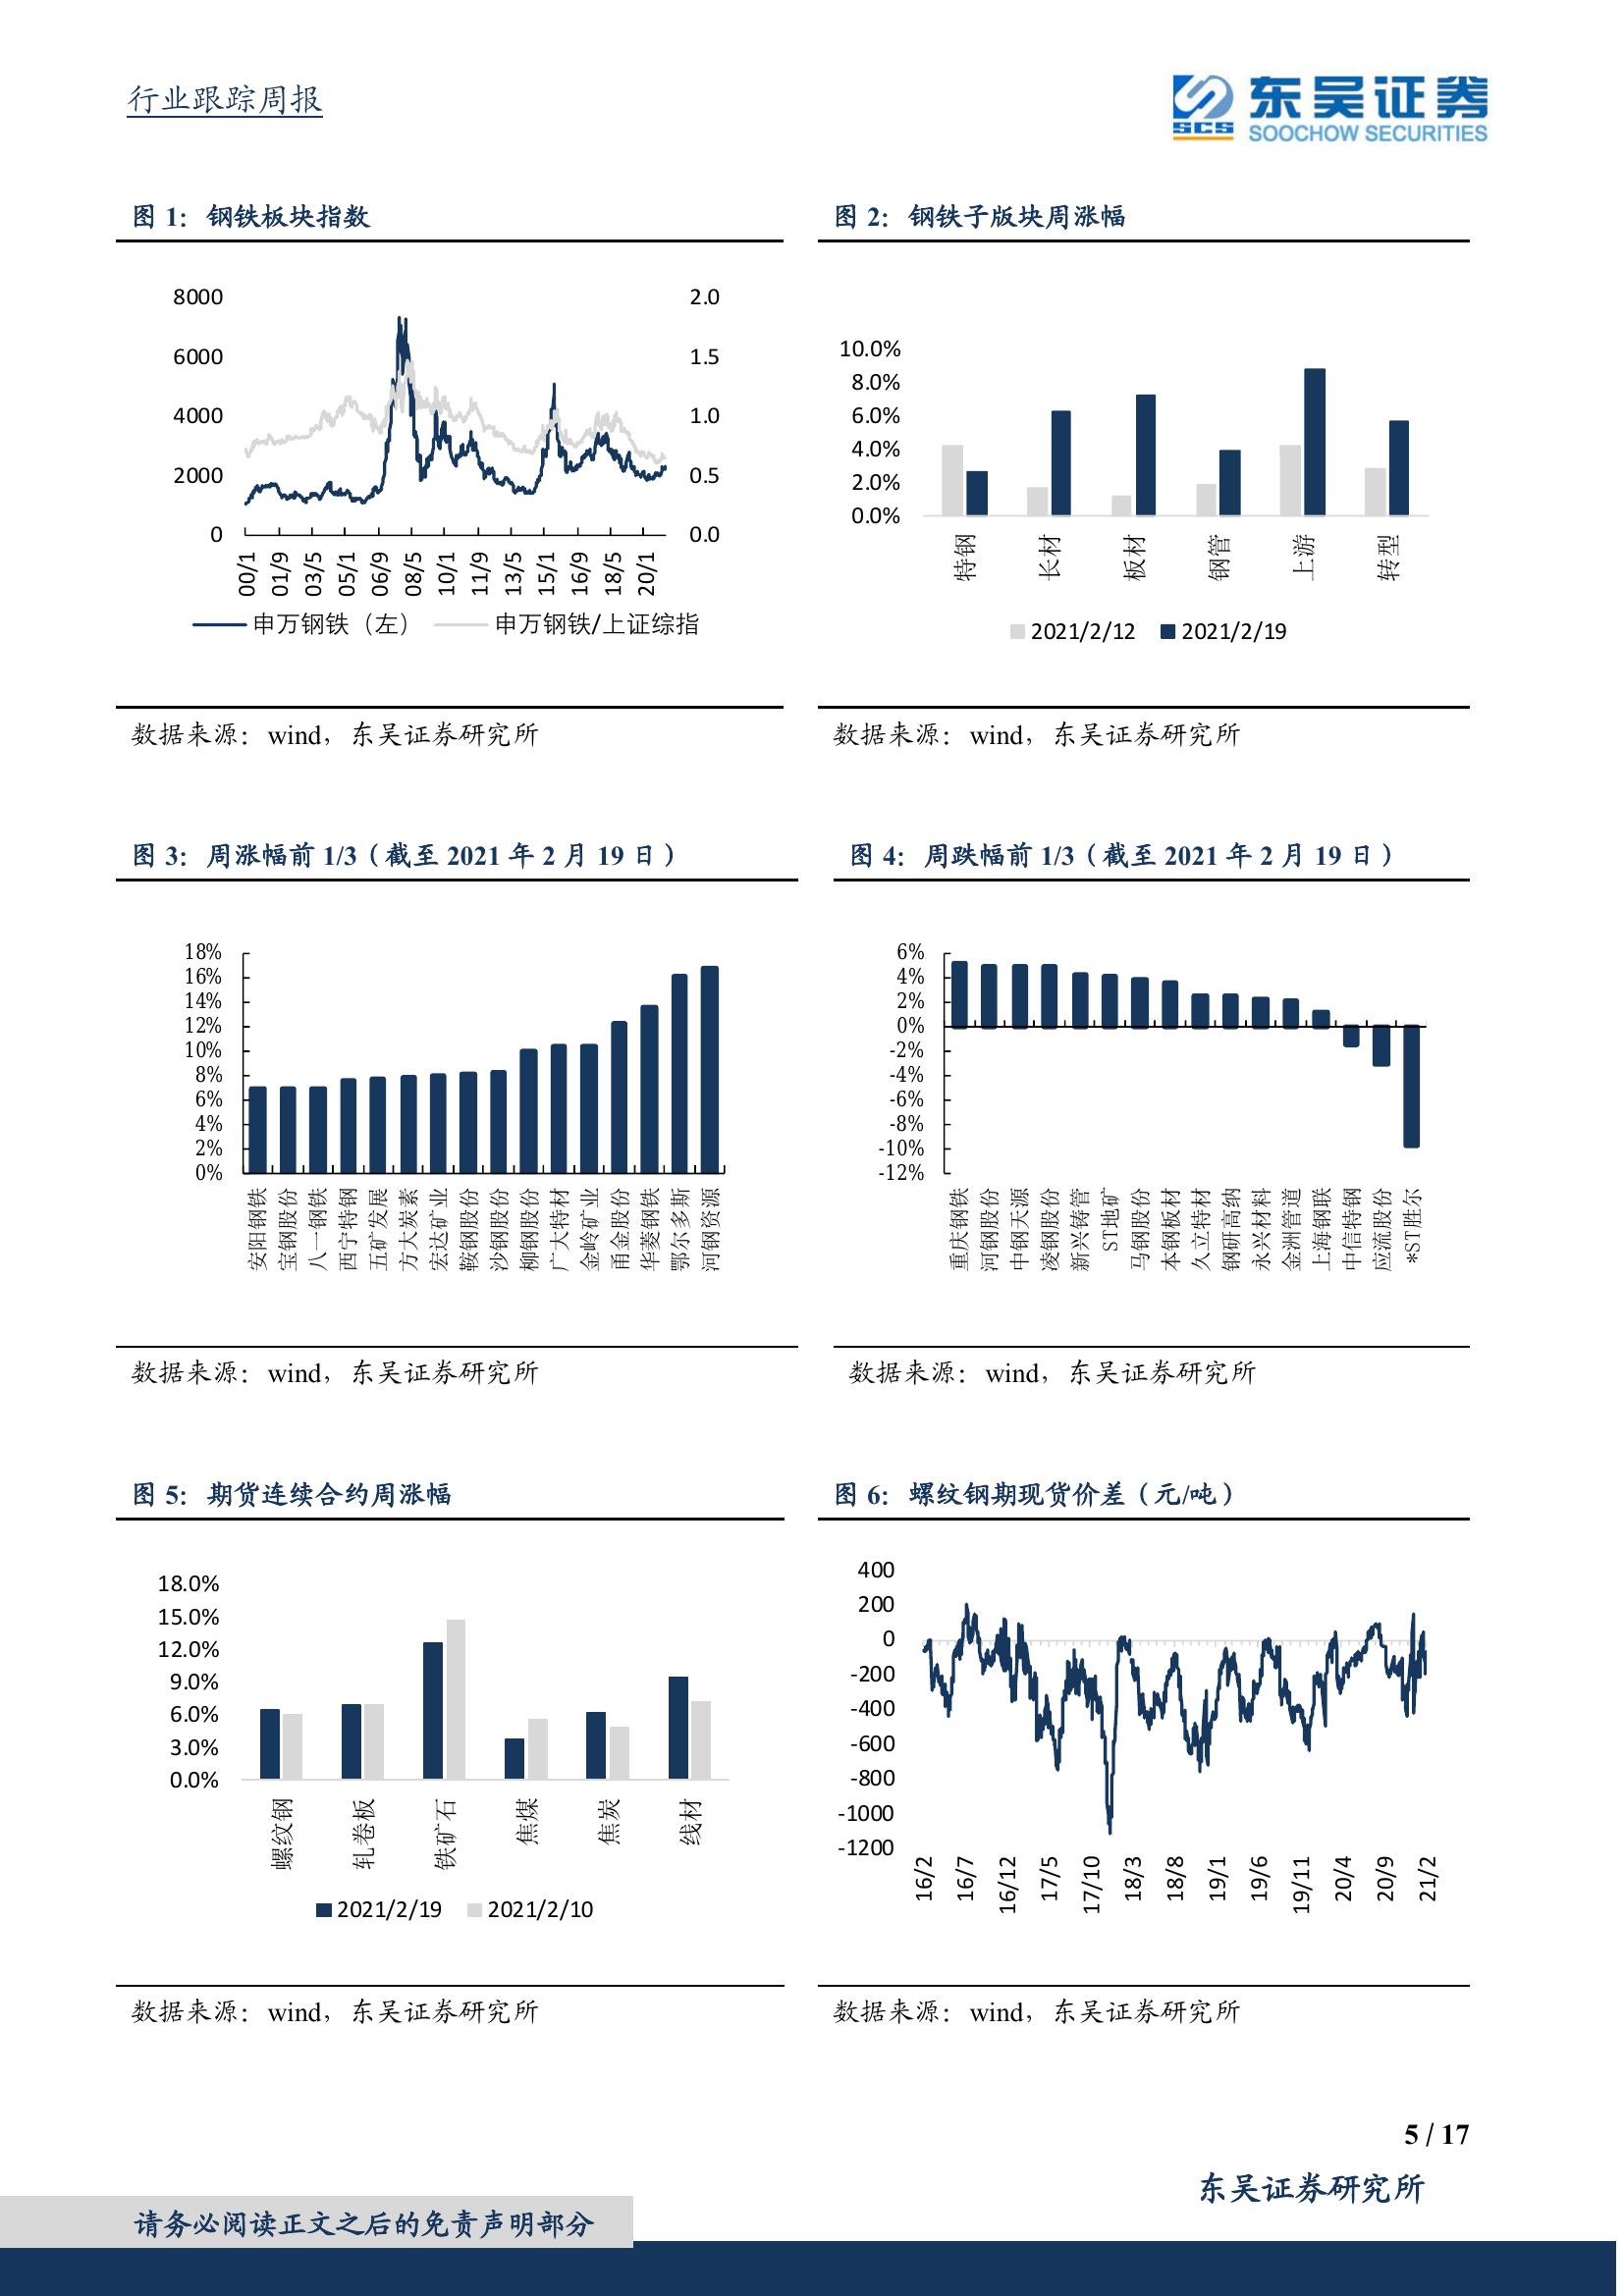 行业跟踪周报
SCS
东吴证券
SOOCHOW SECURITIES
图 1：钢铁板块指数
8000
6000
4000
2000
0
2.0
1.5
1.0
0.5
0.0
00/1 01/9 03/5 05/1 06/9 08/5 10/1 11/9 13/5 15/1 16/9 18/5 20/1
申万钢铁（左） 申万钢铁/上证综指
数据来源：wind，东吴证券研究所
图 2：钢铁子版块周涨幅
10.0%
8.0%
6.0%
4.0%
2.0%
0.0%
特钢 长材 板材 钢管 上游 转型
2021/2/12 2021/2/19
数据来源：wind，东吴证券研究所
图 3：周涨幅前 1/3（截至 2021 年 2 月 19 日）
18%
16%
14%
12%
10%
8%
6%
4%
2%
0%
安阳钢铁 宝钢股份 八一钢铁 西宁特钢 五矿发展 方大炭素 宏达矿业 鞍钢股份 沙钢股份 柳钢股份 广大特材 金岭矿业 甬金股份 华菱钢铁 鄂尔多斯 河钢资源
数据来源：wind，东吴证券研究所
图 4：周跌幅前 1/3（截至 2021 年 2 月 19 日）
6%
4%
2%
0%
-2%
-4%
-6%
-8%
-10%
-12%
重庆钢铁 河钢股份 中钢天源 凌钢股份 新兴铸管 ST地矿 马钢股份 本钢板材 久立特材 钢研高纳 永兴材料 金洲管道 上海钢联 中信特钢 应流股份 *ST胜尔
数据来源：wind，东吴证券研究所
图 5：期货连续合约周涨幅
18.0%
15.0%
12.0%
9.0%
6.0%
3.0%
0.0%
螺纹钢 轧卷板 铁矿石 焦煤 焦炭 线材
2021/2/19 2021/2/10
数据来源：wind，东吴证券研究所
图 6：螺纹钢期现货价差（元/吨）
400
200
0
-200
-400
-600
-800
-1000
-1200
16/2 16/7 16/12 17/5 17/10 18/3 18/8 19/1 19/6 19/11 20/4 20/9 21/2
数据来源：wind，东吴证券研究所
5 / 17
东吴证券研究所
请务必阅读正文之后的免责声明部分